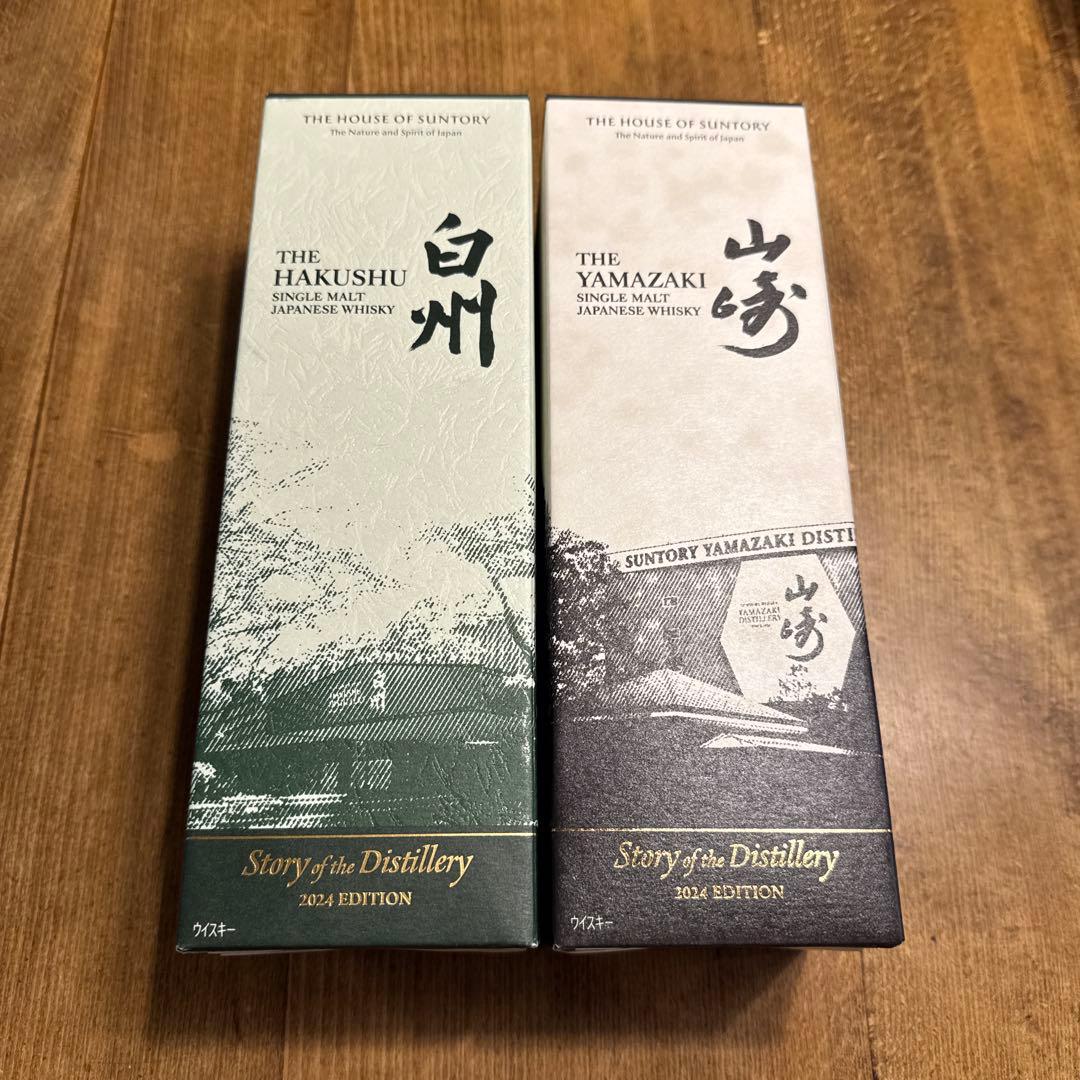 THE HOUSE OF SUNTORY
The Nature and Spirit of Japan
THE
HAKUSHU
SINGLE MALT
JAPANESE WHISKY
白州
Story of the Distillery
2024 EDITION
ウイスキー
THE HOUSE OF SUNTORY
The Nature and Spirit of Japan
THE
YAMAZAKI
SINGLE MALT
JAPANESE WHISKY
山崎
SUNTORY YAMAZAKI DISTI
YAMAZAKI
DISTILLERY
山崎
Story of the Distillery
2024 EDITION
ウイスキー